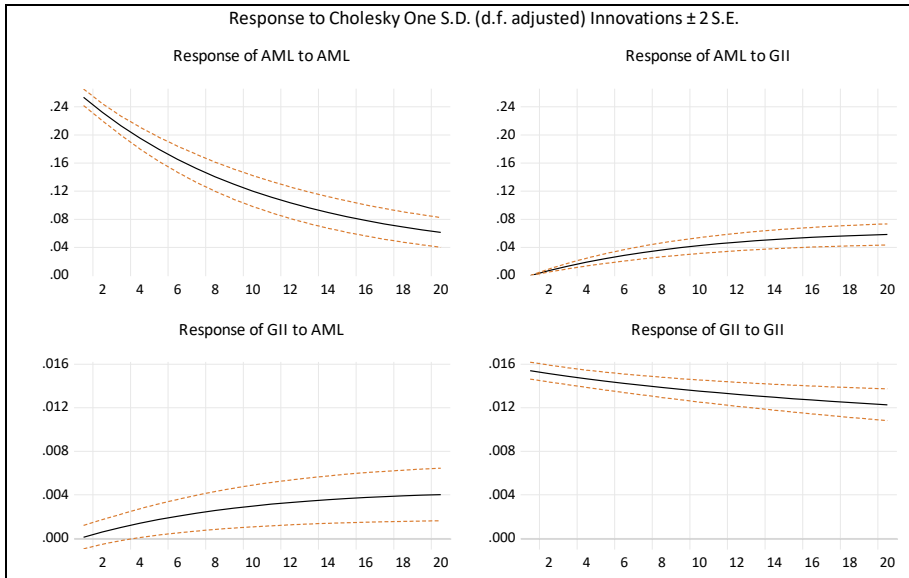 Response to Cholesky One S.D. (d.f. adjusted) Innovations ± 2 S.E.
Response of AML to AML
.24
.20
.16
.12
.08
.04
.00
2 4 6 8 10 12 14 16 18 20
Response of AML to GII
.24
.20
.16
.12
.08
.04
.00
2 4 6 8 10 12 14 16 18 20
Response of GII to AML
.016
.012
.008
.004
.000
2 4 6 8 10 12 14 16 18 20
Response of GII to GII
.016
.012
.008
.004
.000
2 4 6 8 10 12 14 16 18 20